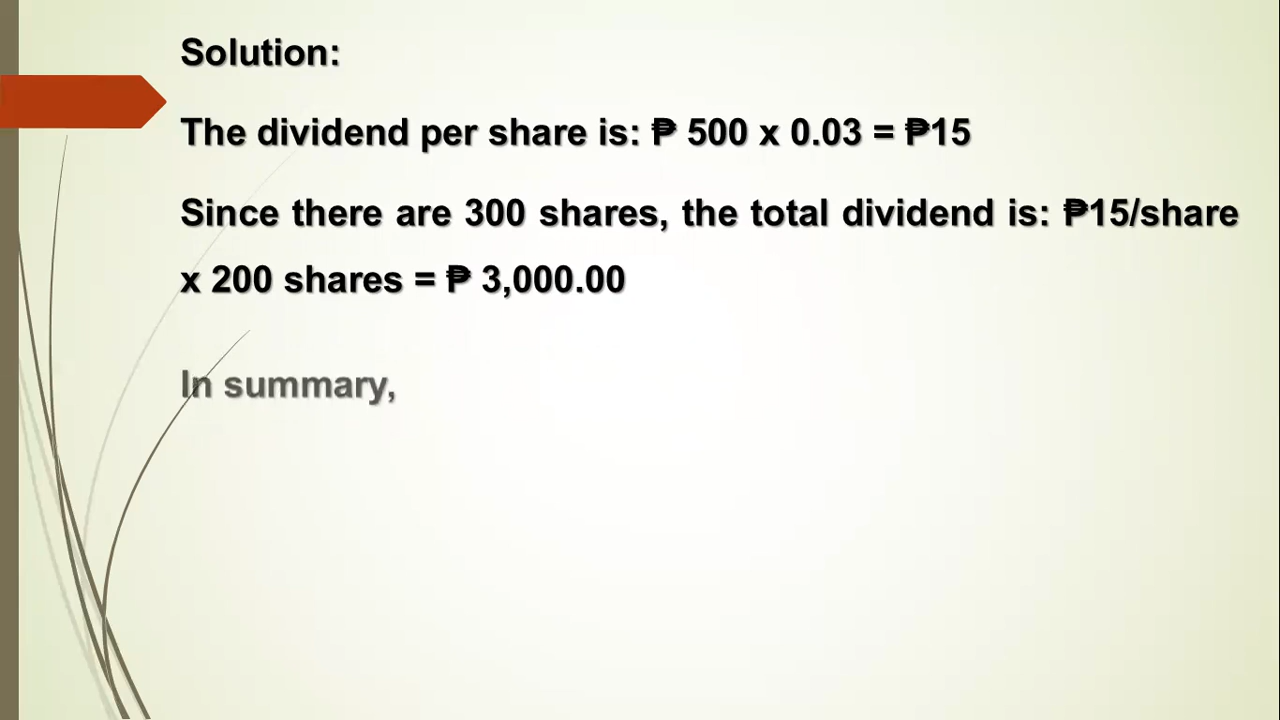 Solution:
The dividend per share is: ₱ 500 x 0.03 = ₱15
Since there are 300 shares, the total dividend is: ₱15/share
x 200 shares = ₱ 3,000.00
In summary,